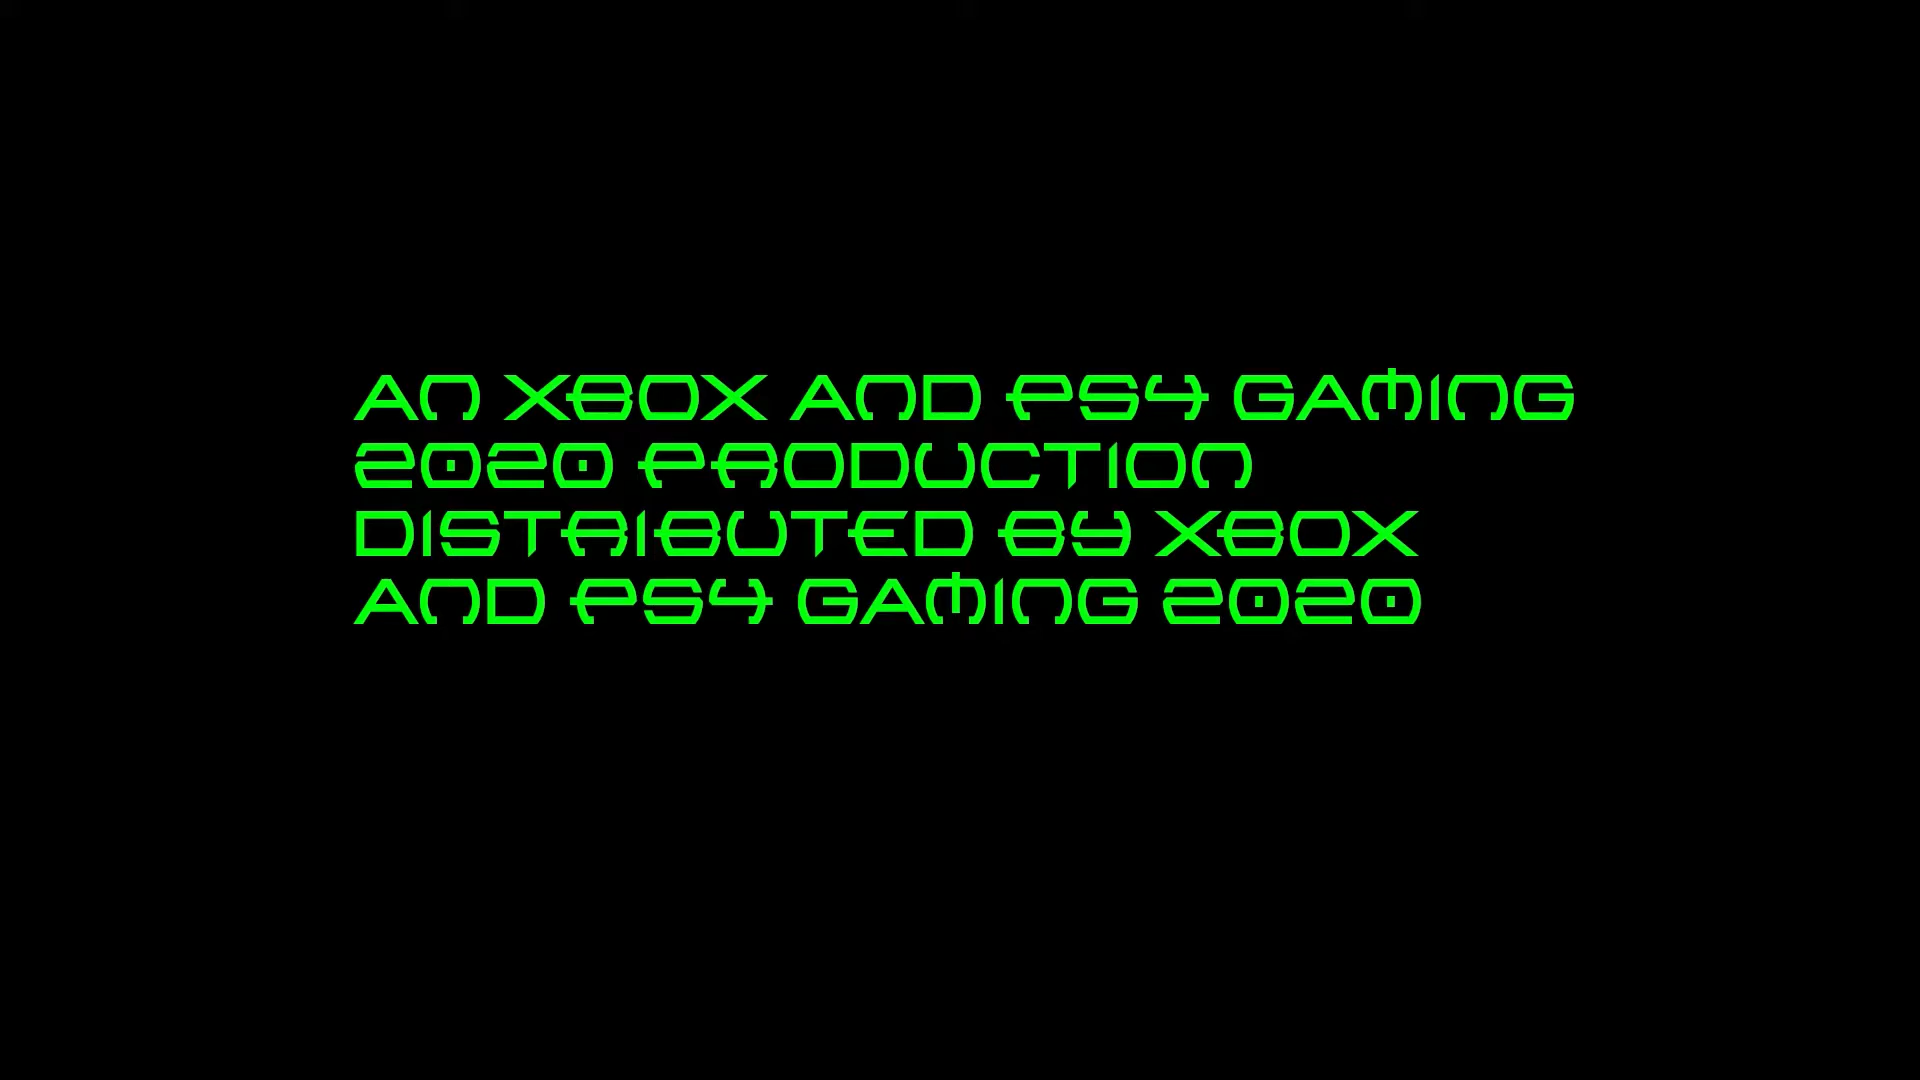 AN XBOX AND PS4 GAMING
2020 PRODUCTION
DISTRIBUTED BY XBOX
AND PS4 GAMING 2020